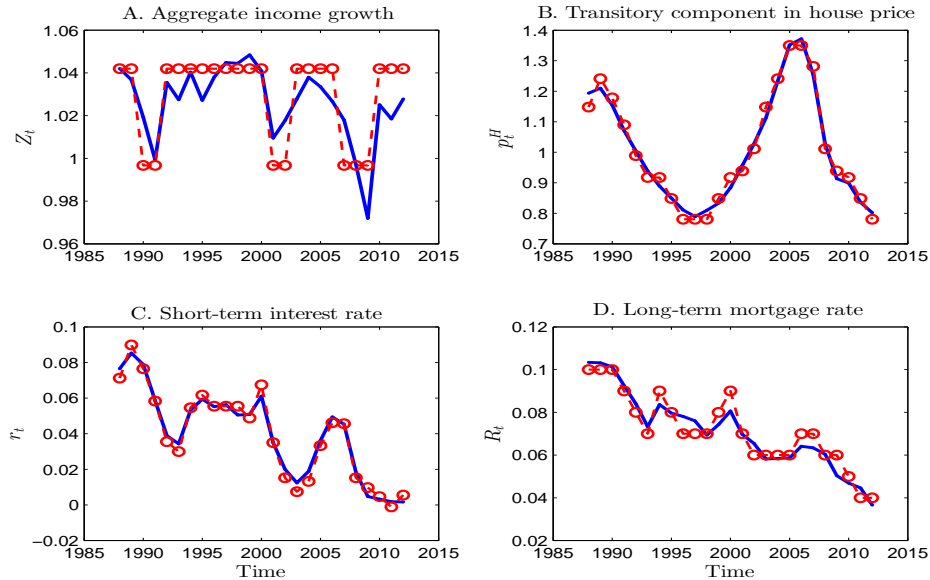 A. Aggregate income growth
1.06
1.04
1.02
1
0.98
0.96
Z_t
1985 1990 1995 2000 2005 2010 2015
B. Transitory component in house price
1.4
1.3
1.2
1.1
1
0.9
0.8
0.7
p_t^H
1985 1990 1995 2000 2005 2010 2015
C. Short-term interest rate
0.1
0.08
0.06
0.04
0.02
0
−0.02
r_t
1985 1990 1995 2000 2005 2010 2015
Time
D. Long-term mortgage rate
0.12
0.1
0.08
0.06
0.04
0.02
R_t
1985 1990 1995 2000 2005 2010 2015
Time